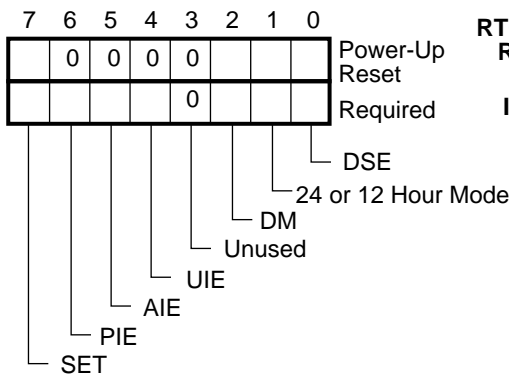 7 6 5 4 3 2 1 0
0 0 0 0
Power-Up
Reset
0
Required
DSE
24 or 12 Hour Mode
DM
Unused
UIE
AIE
PIE
SET
RT
R
I